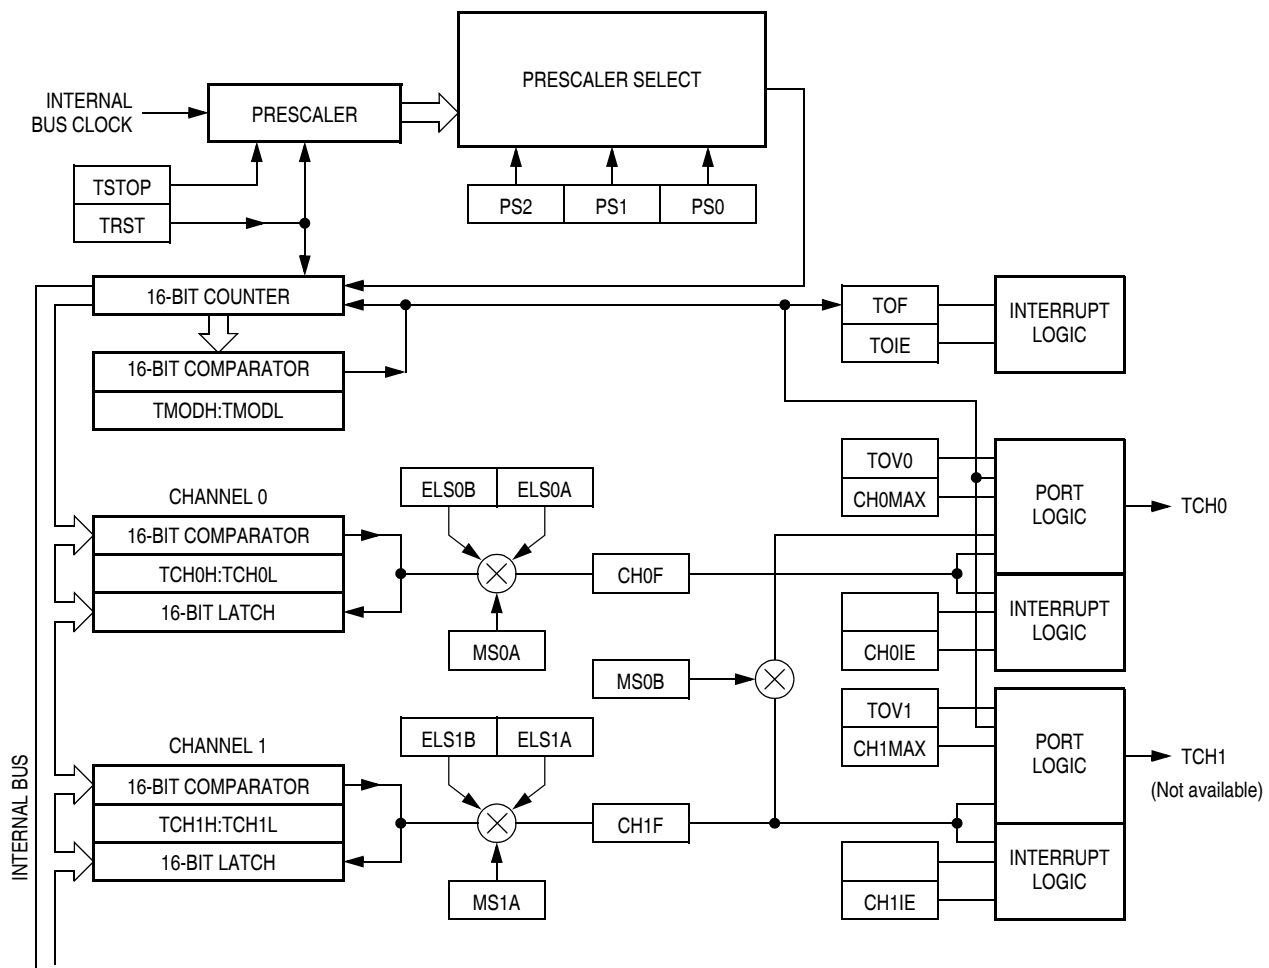 PRESCALER SELECT
INTERNAL
BUS CLOCK
PRESCALER
TSTOP
TRST
PS2 PS1 PS0
16-BIT COUNTER
16-BIT COMPARATOR
TMODH:TMODL
TOF
TOIE
INTERRUPT
LOGIC
CHANNEL 0
16-BIT COMPARATOR
TCH0H:TCH0L
16-BIT LATCH
ELS0B ELS0A
MS0A
CH0F
TOV0
CH0MAX
PORT
LOGIC
TCH0
INTERRUPT
LOGIC
CH0IE
MS0B
CHANNEL 1
16-BIT COMPARATOR
TCH1H:TCH1L
16-BIT LATCH
ELS1B ELS1A
MS1A
CH1F
TOV1
CH1MAX
PORT
LOGIC
TCH1
(Not available)
INTERRUPT
LOGIC
CH1IE
INTERNAL BUS